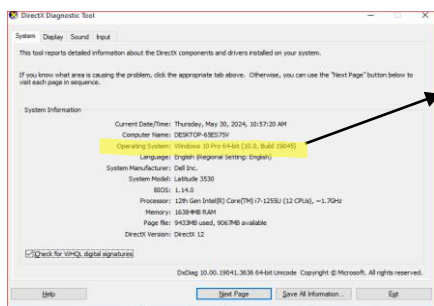 DirectX Diagnostic Tool
System Display Sound Input
This tool reports detailed information about the DirectX components and drivers installed on your system.
If you know what area is causing the problem, click the appropriate tab above. Otherwise, you can use the "Next Page" button below to
visit each page in sequence.
System Information
Current Date/Time: Thursday, May 30, 2024, 10:57:20 AM
Computer Name: DESKTOP-65ES75V
Operating System: Windows 10 Pro 64-bit (10.0, Build 19045)
Language: English (Regional Setting: English)
System Manufacturer: Dell Inc.
System Model: Latitude 3530
BIOS: 1.14.0
Processor: 12th Gen Intel(R) Core(TM) i7-1255U (12 CPUs), ~1.7GHz
Memory: 16384MB RAM
Page file: 9433MB used, 9067MB available
DirectX Version: DirectX 12
Check for WHQL digital signatures
DxDiag 10.00.19041.3636 64-bit Unicode Copyright © Microsoft. All rights reserved.
Help Next Page Save All Information... Exit